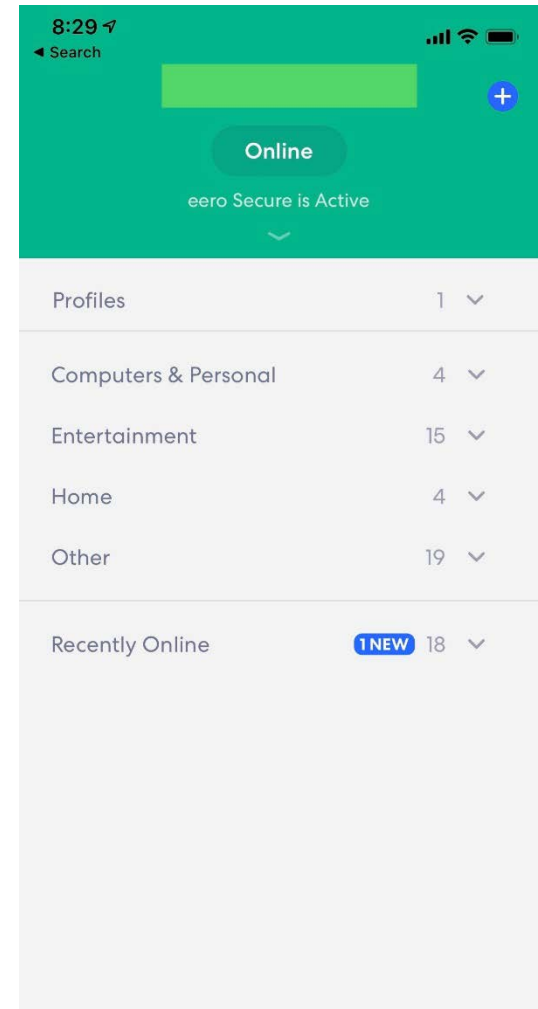 8:29
◀ Search
Online
eero Secure is Active
Profiles 1
Computers & Personal 4
Entertainment 15
Home 4
Other 19
Recently Online 1 NEW 18